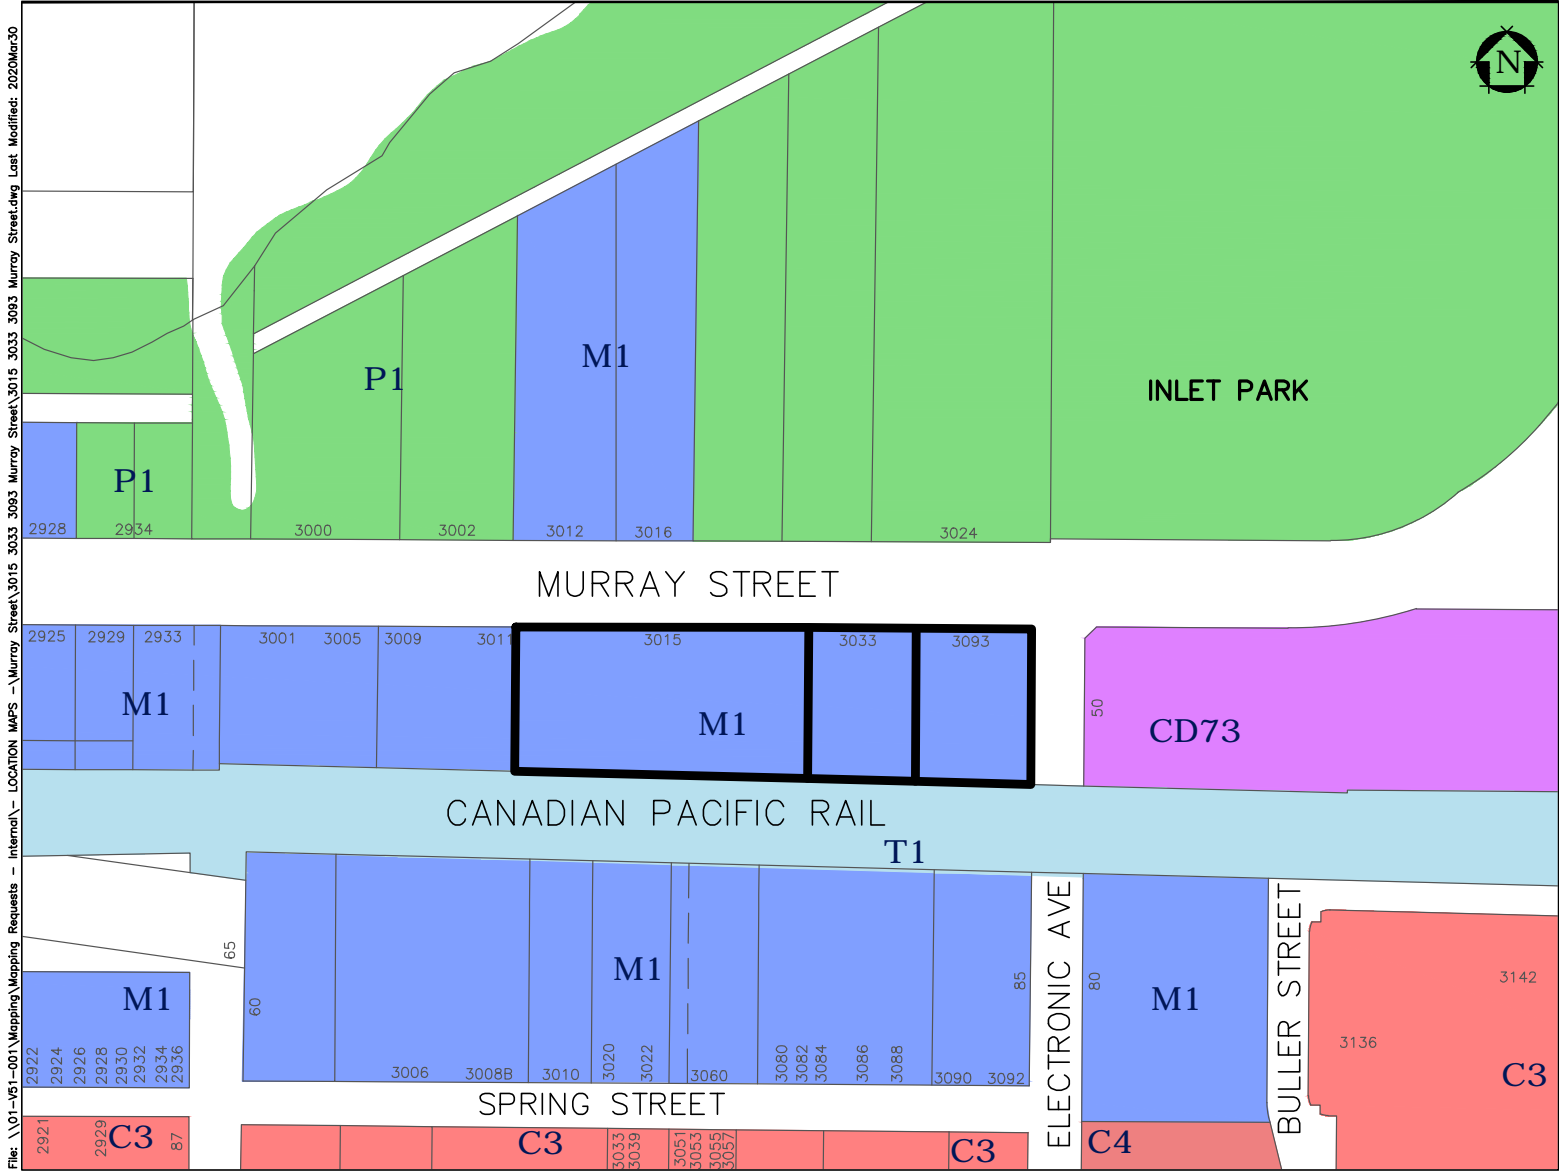 File: \\01-V51-001\Mapping\Mapping Requests - Internal\- LOCATION MAPS -\Murray Street\3015 3033 3093 Murray Street\3015 3033 3093 Murray Street.dwg Last Modified: 2020Mar30
N
M1
P1
INLET PARK
P1
2928
2934
3000
3002
3012
3016
3024
MURRAY STREET
2925
2929
2933
3001
3005
3009
3011
3015
3033
3093
M1
M1
50
CD73
CANADIAN PACIFIC RAIL
T1
65
60
M1
M1
85
80
M1
3142
3136
2922
2924
2926
2928
2930
2932
2934
2936
3006
3008B
3010
3020
3022
3060
3080
3082
3084
3086
3088
3090
3092
ELECTRONIC AVE
BULLER STREET
C3
SPRING STREET
2921
2929
C3
87
C3
3033
3039
3051
3053
3055
3057
C3
C4